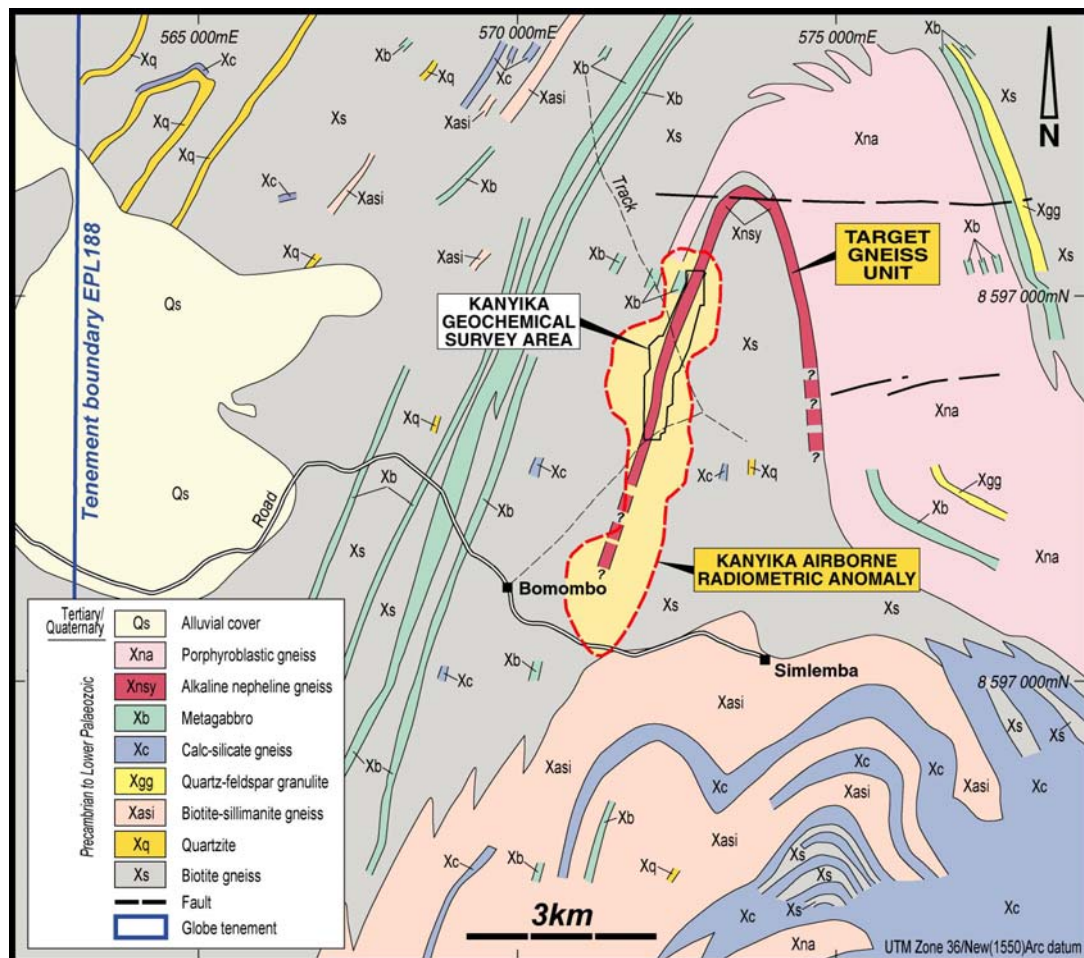 565 000mE
570 000mE
575 000mE
Xq
Xc
Xb
Xq
Xc
Xb
Xb
N
Xq
Xs
Xasi
Xasi
Xb
Xs
Xna
Xs
Xq
Xc
Xasi
Xb
Track
Xnsy
Xgg
Tenement boundary EPL188
Xq
Xasi
Xb
TARGET
GNEISS
UNIT
Xb
Xs
Qs
KANYIKA
GEOCHEMICAL
SURVEY AREA
Xb
8 597 000mN
Xs
?
?
?
?
Xna
Xq
Qs
Road
Xb
Xc
Xb
Xc
Xq
Xgg
Xb
Xna
Xs
?
?
KANYIKA AIRBORNE
RADIOMETRIC ANOMALY
Bomombo
Xs
Xs
Xs
Simlemba
8 597 000mN
Xc
Xb
Xasi
Xs
Xs
Xb
Xasi
Xc
Xc
Xc
Xasi
Xasi
Xc
Xb
Xasi
Xs
Xc
Xb
Xq
Xs
Xc
Xs
Xc
Xna
3km
UTM Zone 36/New(1550)Arc datum
Tertiary/
Quaternary
Precambrian to Lower Palaeozoic
Qs Alluvial cover
Xna Porphyroblastic gneiss
Xnsy Alkaline nepheline gneiss
Xb Metagabbro
Xc Calc-silicate gneiss
Xgg Quartz-feldspar granulite
Xasi Biotite-sillimanite gneiss
Xq Quartzite
Xs Biotite gneiss
Fault
Globe tenement